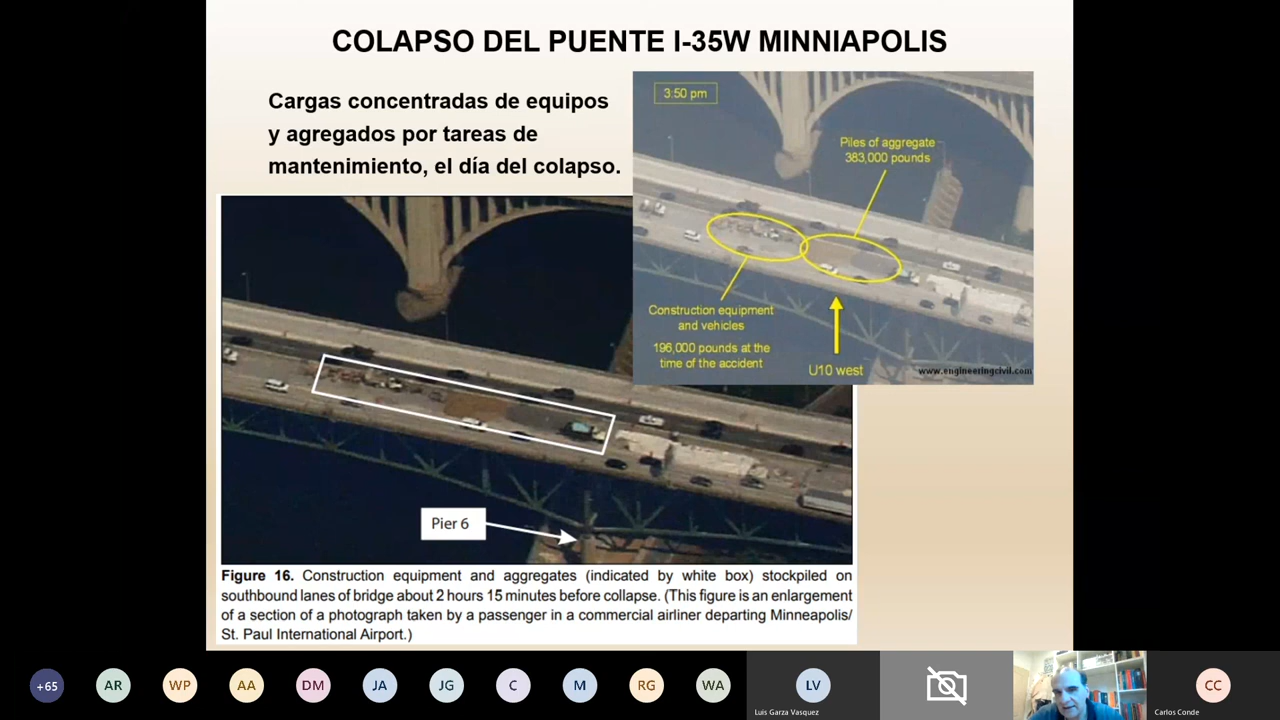 COLAPSO DEL PUENTE I-35W MINNIAPOLIS
Cargas concentradas de equipos
y agregados por tareas de
mantenimiento, el día del colapso.
3:50 pm
Piles of aggregate
383,000 pounds
Construction equipment
and vehicles
196,000 pounds at the
time of the accident
U10 west
www.engineeringcivil.com
Pier 6
Figure 16. Construction equipment and aggregates (indicated by white box) stockpiled on
southbound lanes of bridge about 2 hours 15 minutes before collapse. (This figure is an enlargement
of a section of a photograph taken by a passenger in a commercial airliner departing Minneapolis/
St. Paul International Airport.)
+65
AR
WP
AA
DM
JA
JG
C
M
RG
WA
LV
CC
Luis Garza Vasquez
Carlos Conde